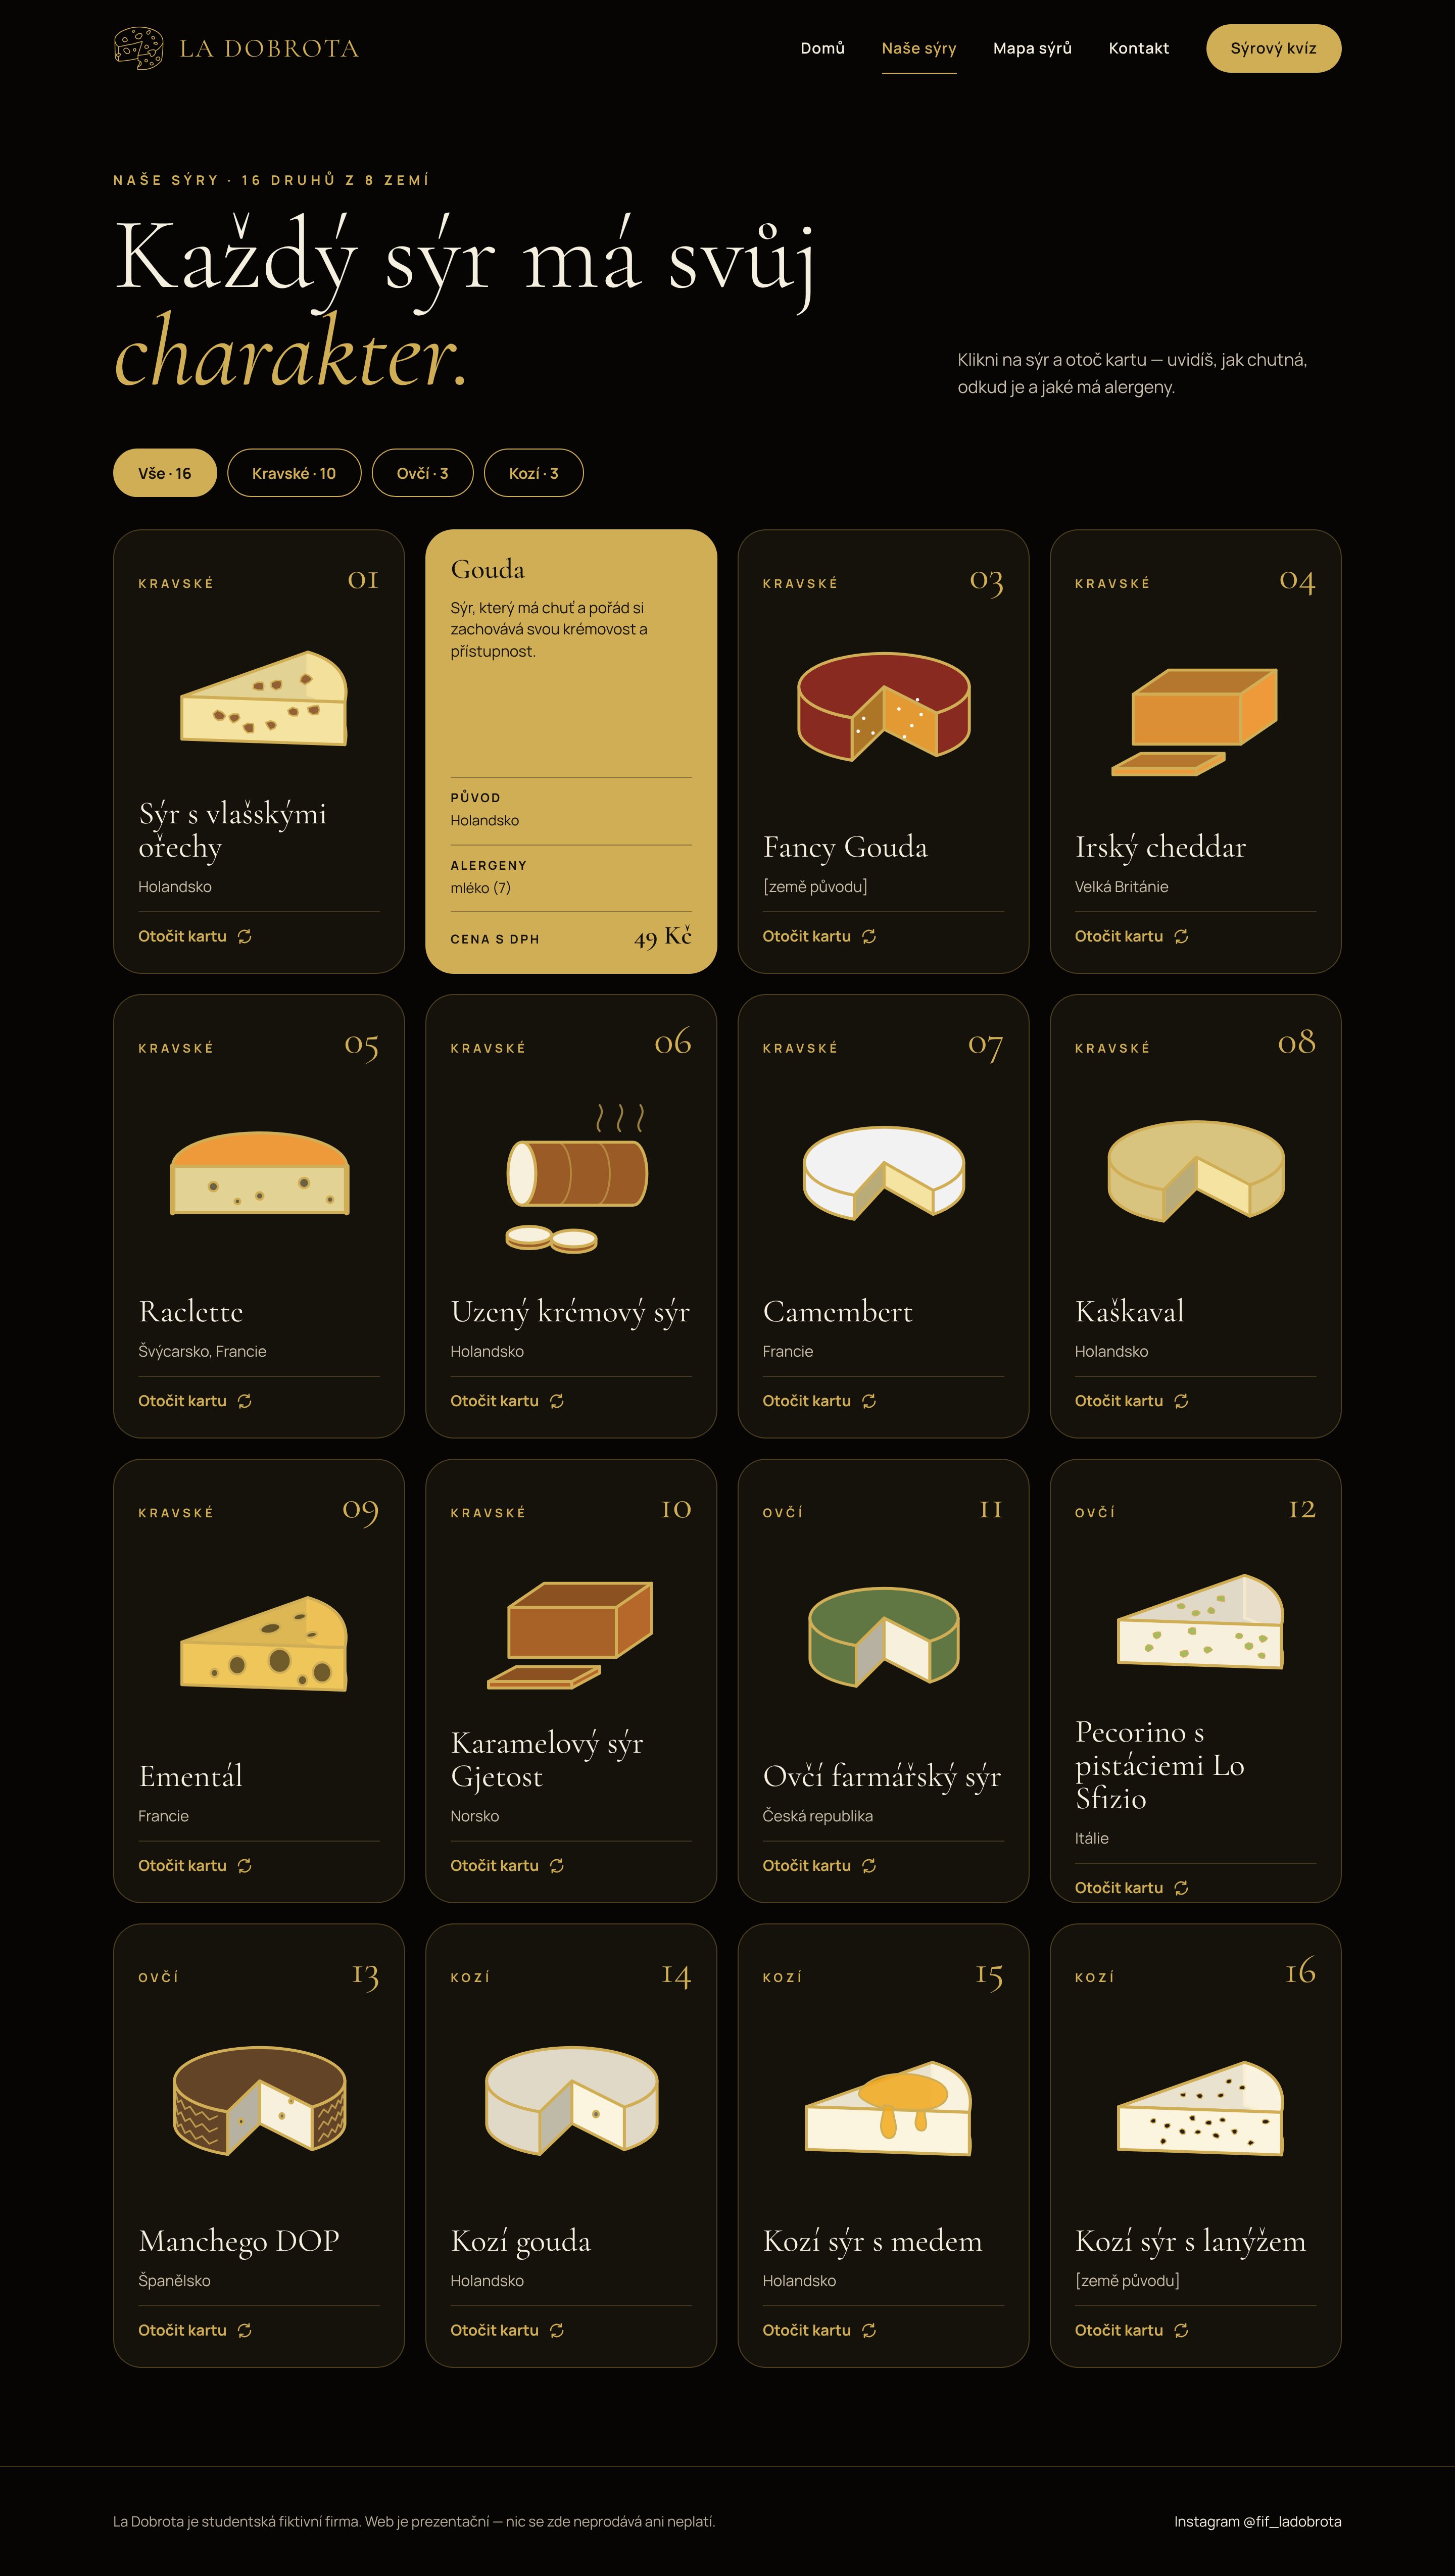 LA DOBROTA
Domů
Naše sýry
Mapa sýrů
Kontakt
Sýrový kvíz
NAŠE SÝRY · 16 DRUHŮ Z 8 ZEMÍ
Každý sýr má svůj
charakter.
Klikni na sýr a otoč kartu — uvidíš, jak chutná,
odkud je a jaké má alergeny.
Vše · 16
Kravské · 10
Ovčí · 3
Kozí · 3
KRAVSKÉ
01
Sýr s vlašskými
ořechy
Holandsko
Otočit kartu
Gouda
Sýr, který má chuť a pořád si
zachovává svou krémovost a
přístupnost.
PŮVOD
Holandsko
ALERGENY
mléko (7)
CENA S DPH
49 Kč
KRAVSKÉ
03
Fancy Gouda
[země původu]
Otočit kartu
KRAVSKÉ
04
Irský cheddar
Velká Británie
Otočit kartu
KRAVSKÉ
05
Raclette
Švýcarsko, Francie
Otočit kartu
KRAVSKÉ
06
Uzený krémový sýr
Holandsko
Otočit kartu
KRAVSKÉ
07
Camembert
Francie
Otočit kartu
KRAVSKÉ
08
Kaškaval
Holandsko
Otočit kartu
KRAVSKÉ
09
Ementál
Francie
Otočit kartu
KRAVSKÉ
10
Karamelový sýr
Gjetost
Norsko
Otočit kartu
OVČÍ
11
Ovčí farmářský sýr
Česká republika
Otočit kartu
OVČÍ
12
Pecorino s
pistáciemi Lo
Sfizio
Itálie
Otočit kartu
OVČÍ
13
Manchego DOP
Španělsko
Otočit kartu
KOZÍ
14
Kozí gouda
Holandsko
Otočit kartu
KOZÍ
15
Kozí sýr s medem
Holandsko
Otočit kartu
KOZÍ
16
Kozí sýr s lanýžem
[země původu]
Otočit kartu
La Dobrota je studentská fiktivní firma. Web je prezentační — nic se zde neprodává ani neplatí.
Instagram @fif_ladobrota